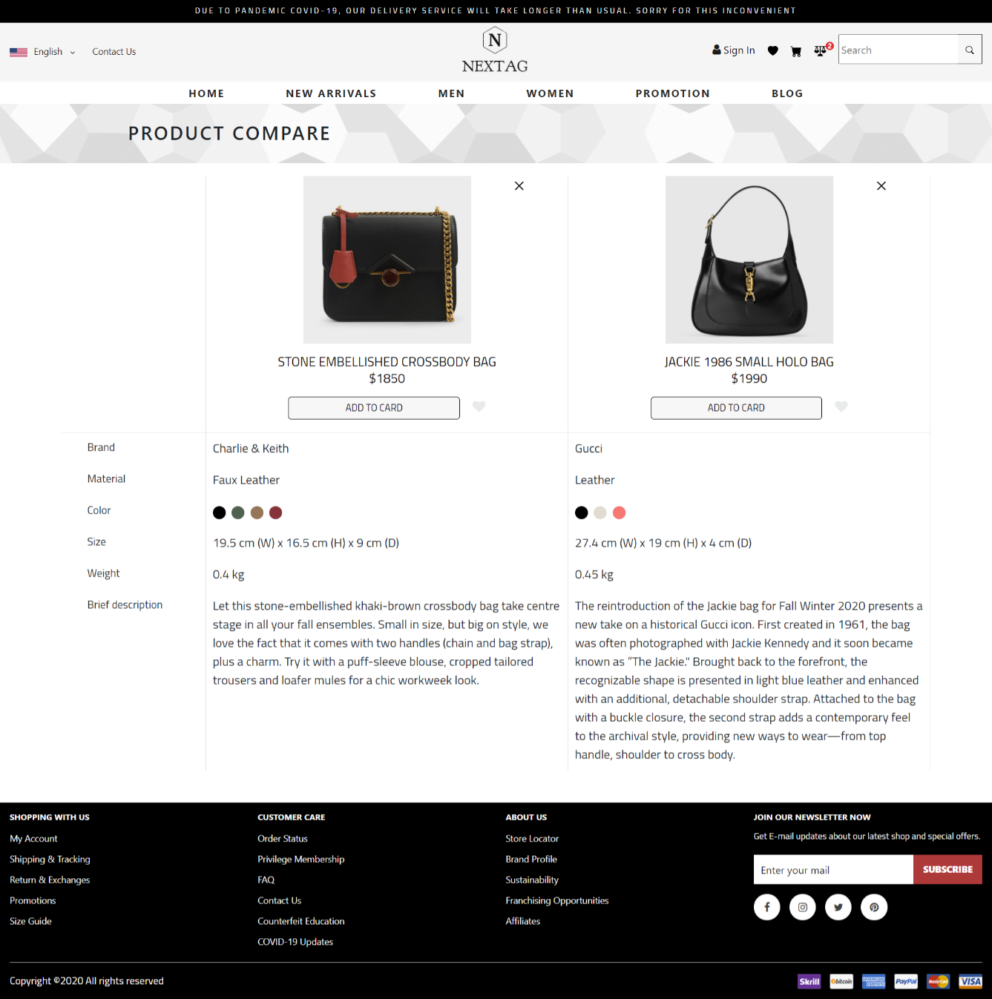 DUE TO PANDEMIC COVID-19, OUR DELIVERY SERVICE WILL TAKE LONGER THAN USUAL. SORRY FOR THIS INCONVENIENT
English
Contact Us
N
NEXTAG
Sign In
2
Search
HOME
NEW ARRIVALS
MEN
WOMEN
PROMOTION
BLOG
PRODUCT COMPARE
STONE EMBELLISHED CROSSBODY BAG
$1850
ADD TO CARD
JACKIE 1986 SMALL HOLO BAG
$1990
ADD TO CARD
Brand
Charlie & Keith
Gucci
Material
Faux Leather
Leather
Color
Size
19.5 cm (W) x 16.5 cm (H) x 9 cm (D)
27.4 cm (W) x 19 cm (H) x 4 cm (D)
Weight
0.4 kg
0.45 kg
Brief description
Let this stone-embellished khaki-brown crossbody bag take centre
stage in all your fall ensembles. Small in size, but big on style, we
love the fact that it comes with two handles (chain and bag strap),
plus a charm. Try it with a puff-sleeve blouse, cropped tailored
trousers and loafer mules for a chic workweek look.
The reintroduction of the Jackie bag for Fall Winter 2020 presents a
new take on a historical Gucci icon. First created in 1961, the bag
was often photographed with Jackie Kennedy and it soon became
known as “The Jackie." Brought back to the forefront, the
recognizable shape is presented in light blue leather and enhanced
with an additional, detachable shoulder strap. Attached to the bag
with a buckle closure, the second strap adds a contemporary feel
to the archival style, providing new ways to wear—from top
handle, shoulder to cross body.
SHOPPING WITH US
My Account
Shipping & Tracking
Return & Exchanges
Promotions
Size Guide
CUSTOMER CARE
Order Status
Privilege Membership
FAQ
Contact Us
Counterfeit Education
COVID-19 Updates
ABOUT US
Store Locator
Brand Profile
Sustainability
Franchising Opportunities
Affiliates
JOIN OUR NEWSLETTER NOW
Get E-mail updates about our latest shop and special offers.
Enter your mail
SUBSCRIBE
Copyright ©2020 All rights reserved
Skrill
bitcoin
AMERICAN EXPRESS
PayPal
MasterCard
VISA